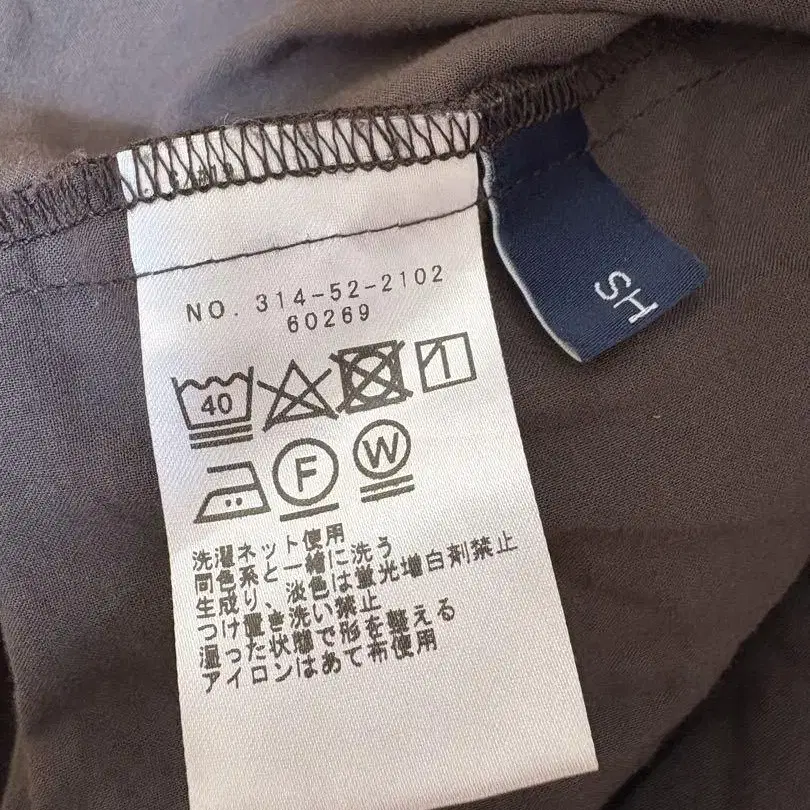 NO. 314-52-2102
60269
40
F
W
洗濯ネット使用
同色系と一緒に洗う
生成り、淡色は蛍光増白剤禁止
つけ置き洗い禁止
湿った状態で形を整える
アイロンはあて布使用
SH